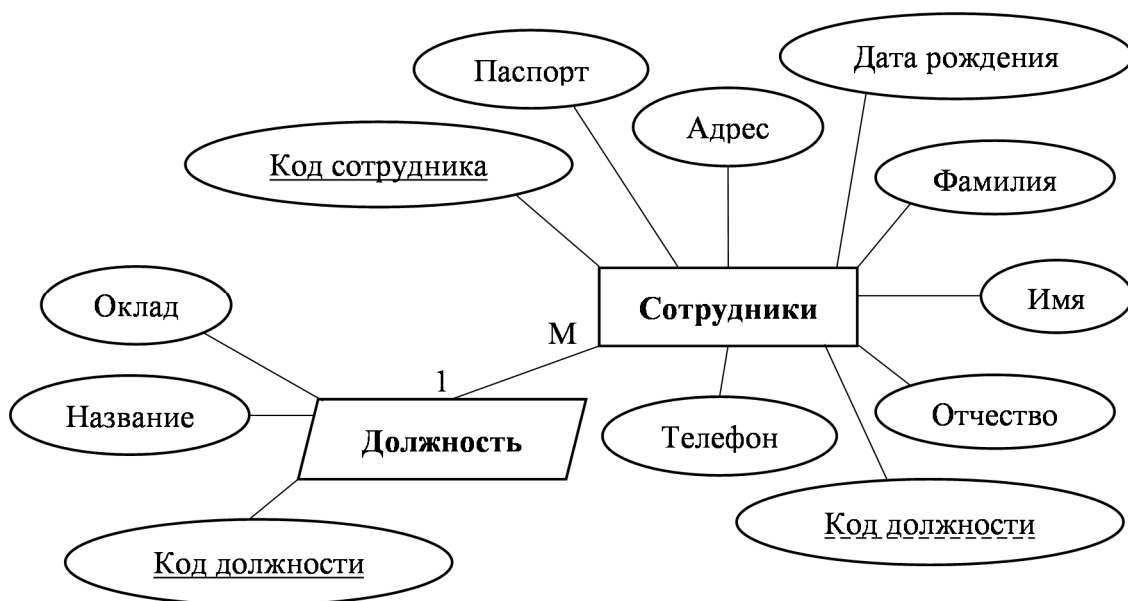 Дата рождения
Паспорт
Адрес
Код сотрудника
Фамилия
Оклад
Сотрудники
Имя
М
1
Название
Должность
Телефон
Отчество
Код должности
Код должности